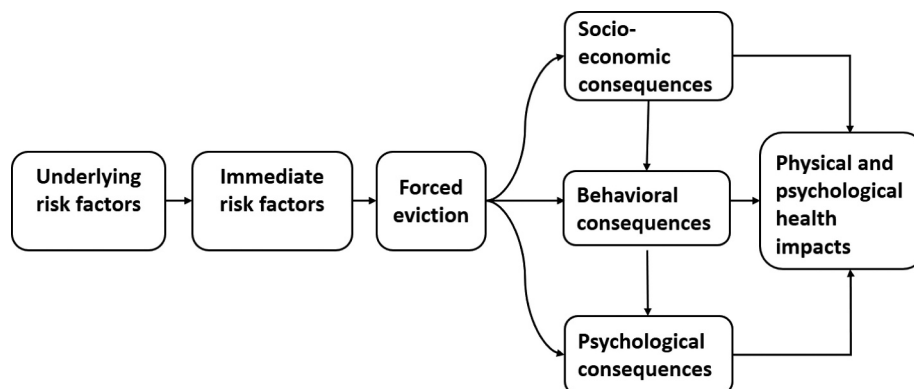 Underlying
risk factors
Immediate
risk factors
Forced
eviction
Socio-
economic
consequences
Behavioral
consequences
Psychological
consequences
Physical and
psychological
health
impacts